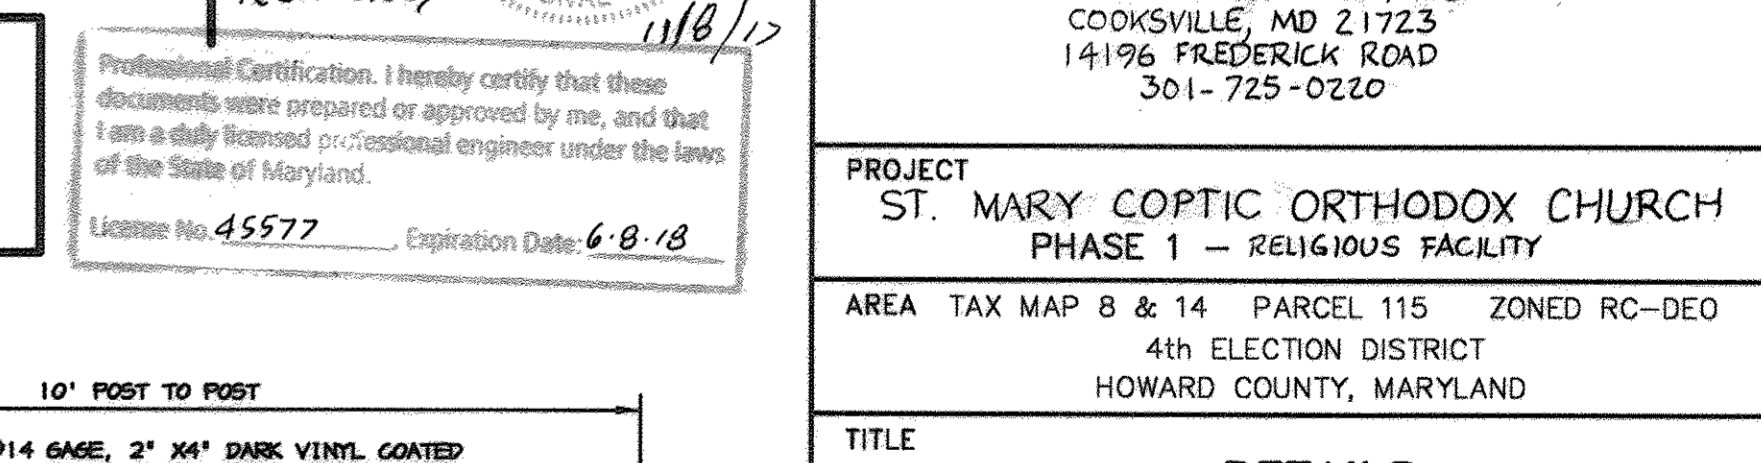 11/8/17
Professional Certification. I hereby certify that these
documents were prepared or approved by me, and that
I am a duly licensed professional engineer under the laws
of the State of Maryland.
License No. 45577, Expiration Date: 6.8.18
10' POST TO POST
914 GAGE, 2" X4" DARK VINYL COATED
COOKSVILLE, MD 21723
14196 FREDERICK ROAD
301-725-0220
PROJECT
ST. MARY COPTIC ORTHODOX CHURCH
PHASE 1 - RELIGIOUS FACILITY
AREA TAX MAP 8 & 14 PARCEL 115 ZONED RC-DEO
4th ELECTION DISTRICT
HOWARD COUNTY, MARYLAND
TITLE